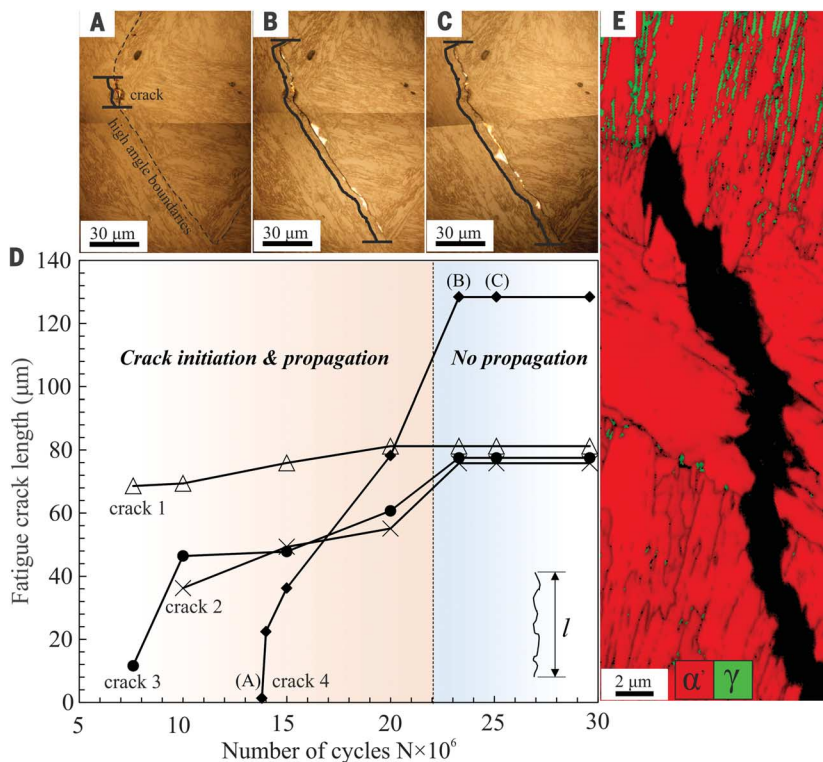 A
B
C
E
crack
high angle boundaries
30 μm
30 μm
30 μm
D
140
120
100
80
60
40
20
0
Fatigue crack length (μm)
(B)
(C)
Crack initiation & propagation
No propagation
crack 1
crack 2
crack 3
(A)
crack 4
l
5
10
15
20
25
30
Number of cycles N×10⁶
2 μm
α'
γ